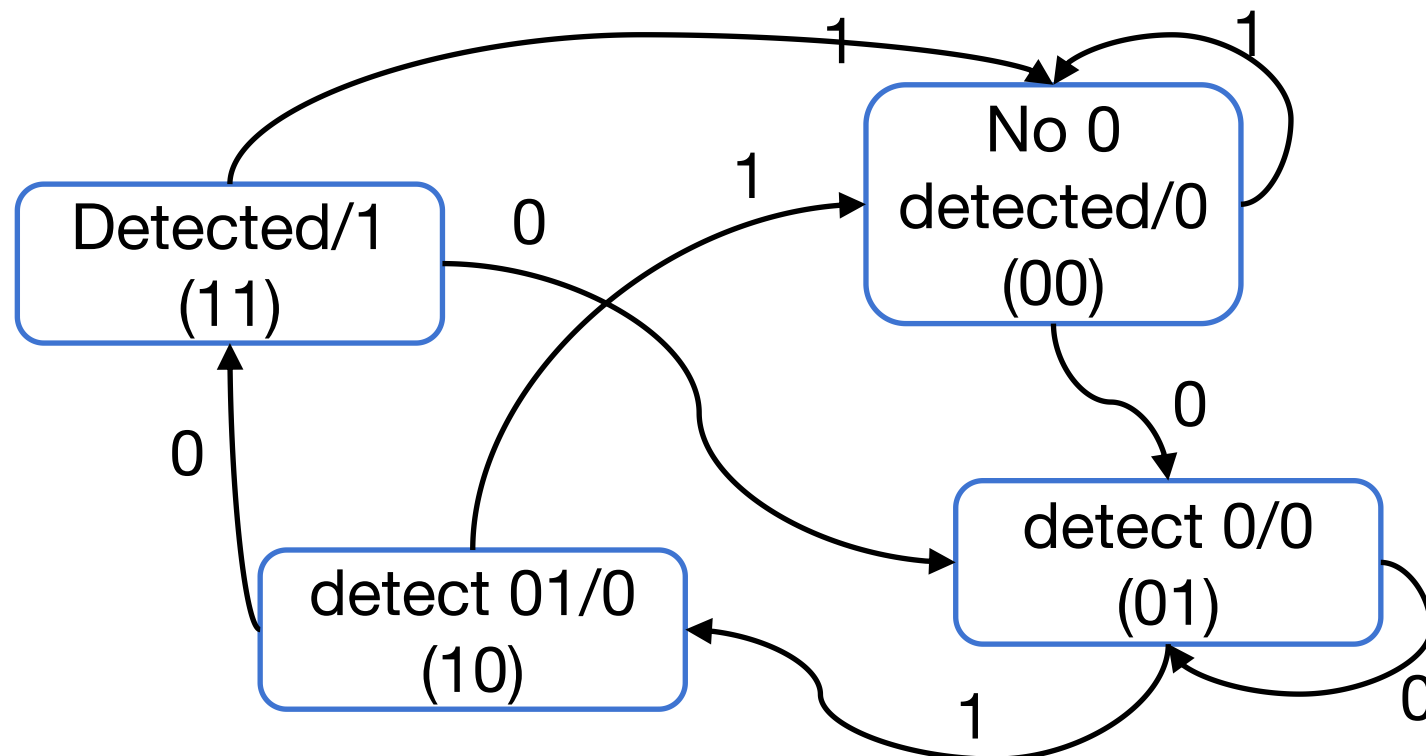 1
1
No 0
detected/0
(00)
1
Detected/1
(11)
0
0
0
detect 0/0
(01)
detect 01/0
(10)
1
0